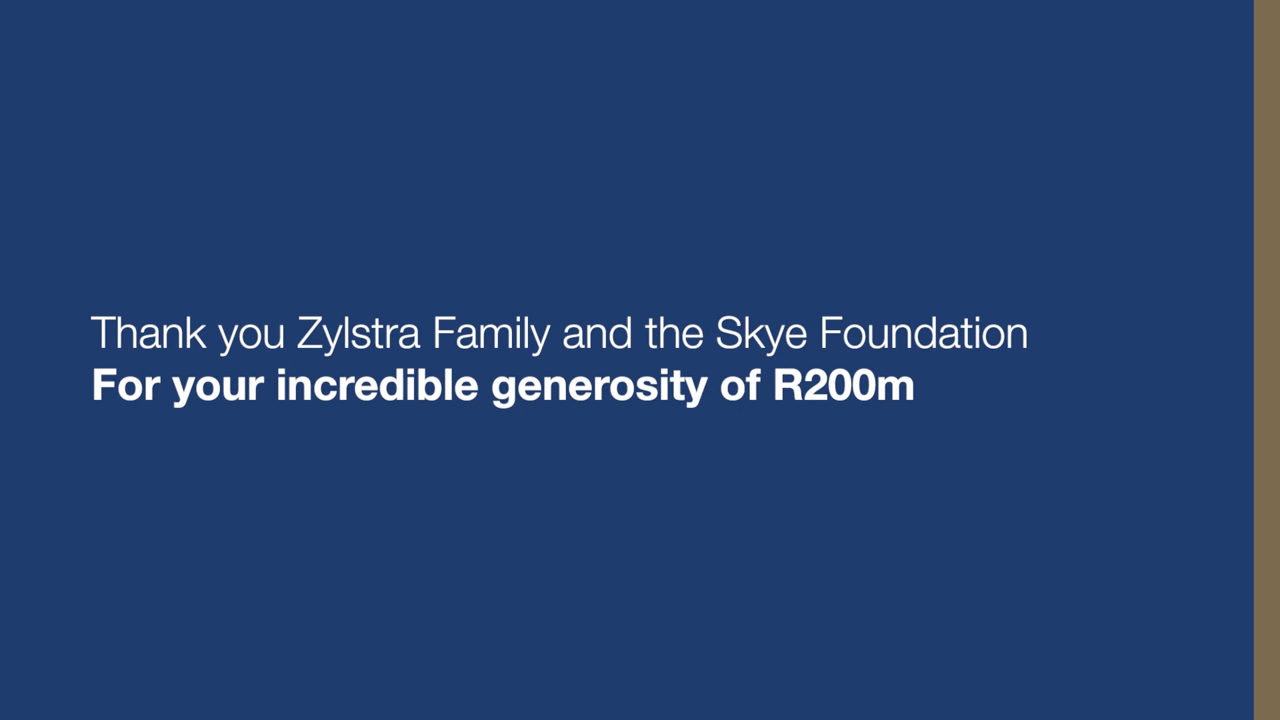 Thank you Zylstra Family and the Skye Foundation
For your incredible generosity of R200m